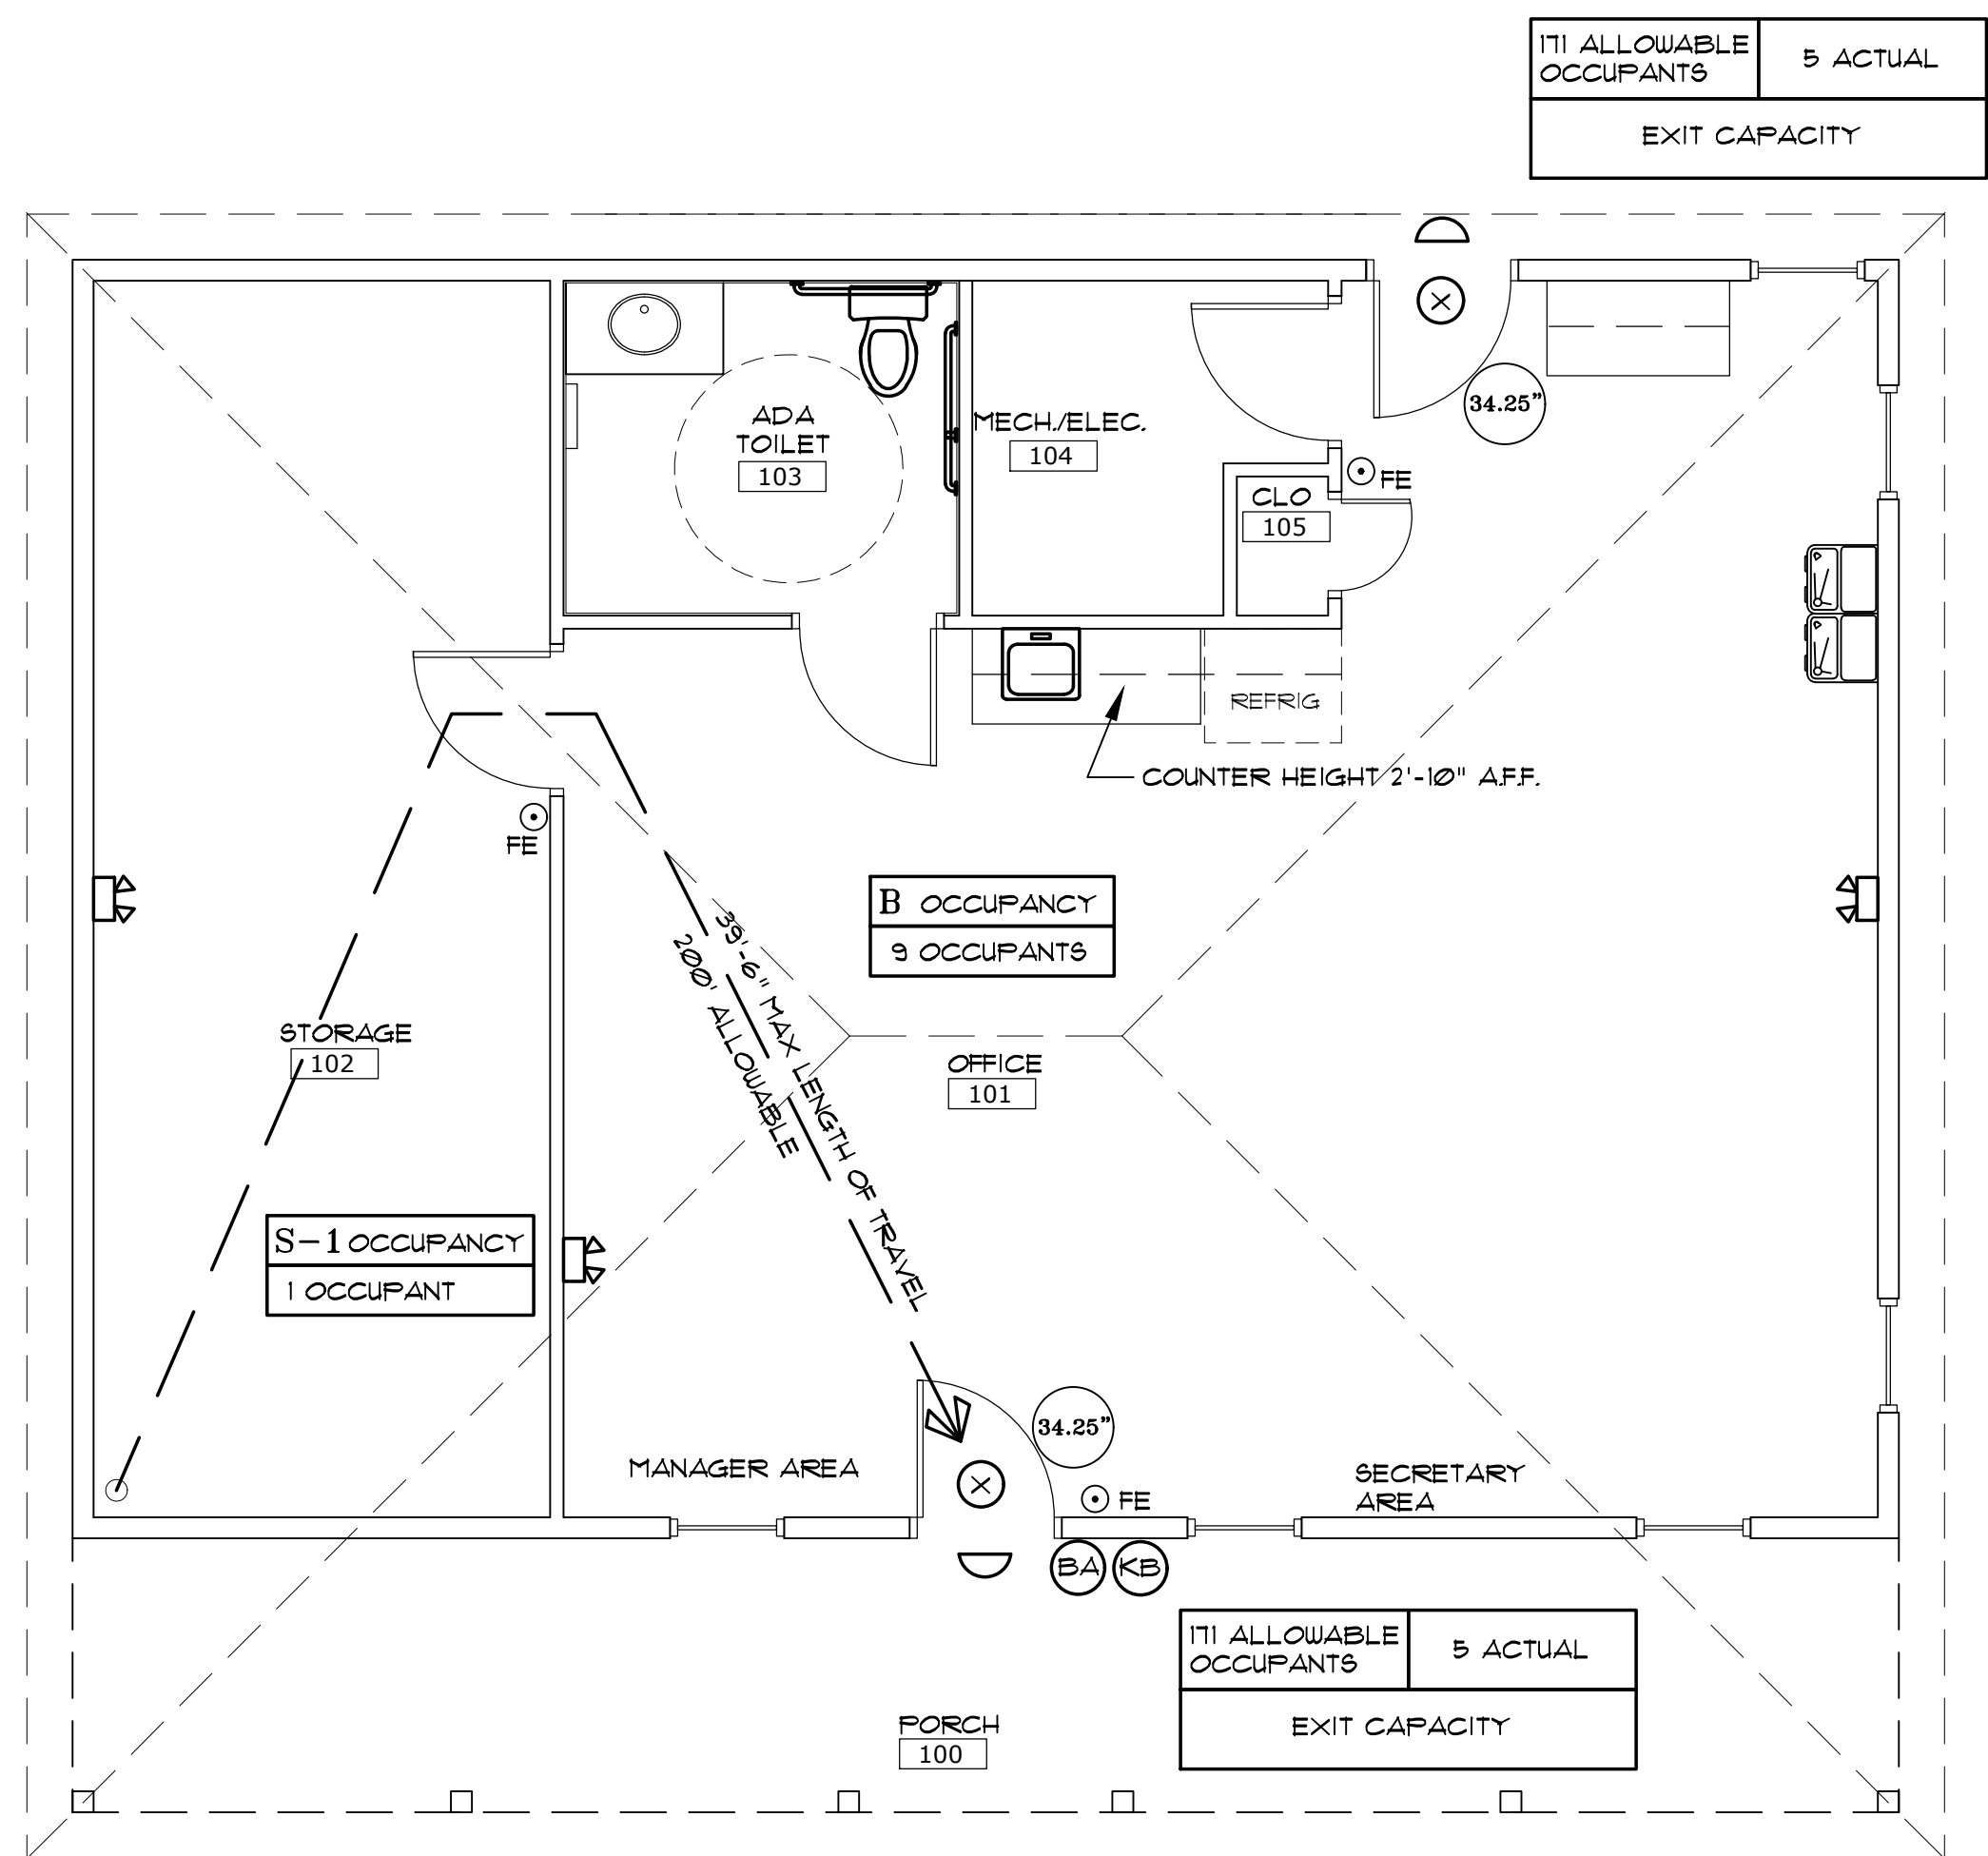 171 ALLOWABLE
OCCUPANTS
5 ACTUAL
EXIT CAPACITY
34.25"
ADA
TOILET
103
MECH./ELEC.
104
FE
CLO
105
REFRIG
COUNTER HEIGHT 2'-10" A.F.F.
FE
B OCCUPANCY
9 OCCUPANTS
39'-6" MAX LENGTH OF TRAVEL
200' ALLOWABLE
STORAGE
102
OFFICE
101
S-1 OCCUPANCY
1 OCCUPANT
34.25"
MANAGER AREA
SECRETARY
AREA
FE
BA
KB
171 ALLOWABLE
OCCUPANTS
5 ACTUAL
EXIT CAPACITY
PORCH
100